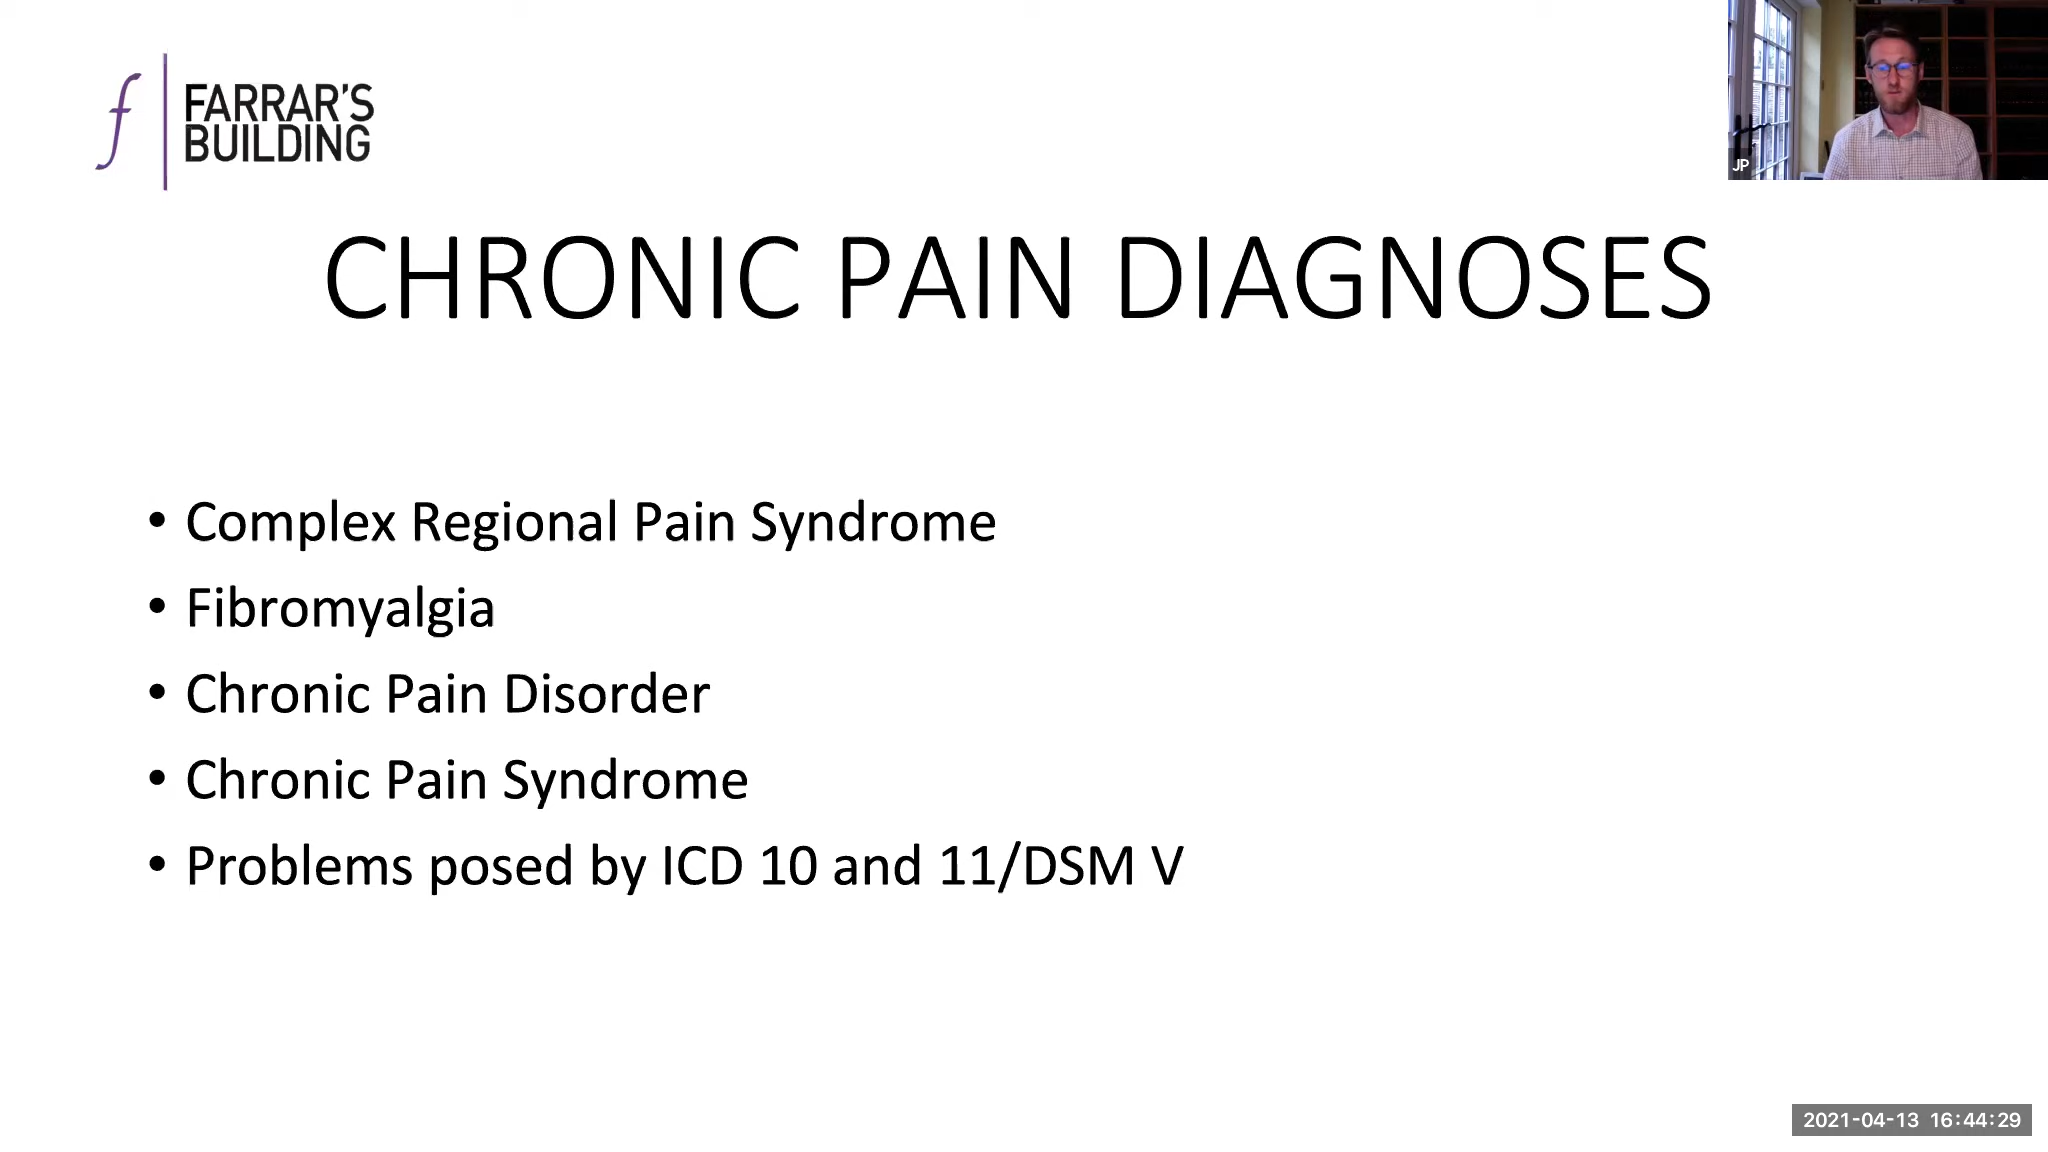 f
FARRAR'S
BUILDING
JP
CHRONIC PAIN DIAGNOSES
• Complex Regional Pain Syndrome
• Fibromyalgia
• Chronic Pain Disorder
• Chronic Pain Syndrome
• Problems posed by ICD 10 and 11/DSM V
2021-04-13 16:44:29